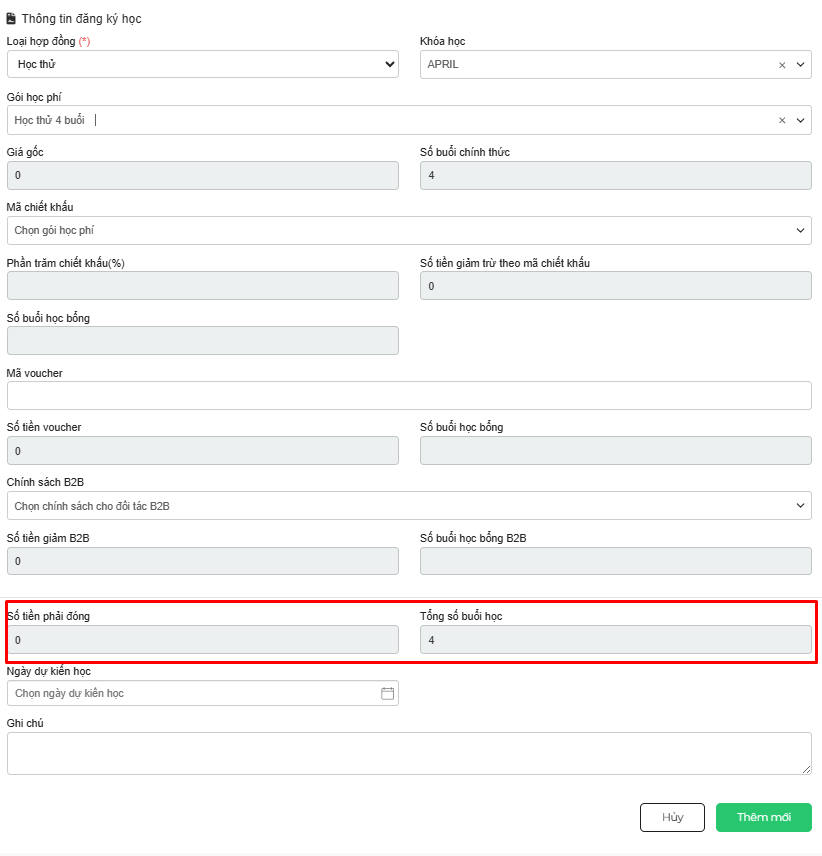 Thông tin đăng ký học
Loại hợp đồng (*)
Khóa học
Học thử
APRIL
Gói học phí
Học thử 4 buổi
Giá gốc
Số buổi chính thức
0
4
Mã chiết khấu
Chọn gói học phí
Phần trăm chiết khấu(%)
Số tiền giảm trừ theo mã chiết khấu
0
Số buổi học bổng
Mã voucher
Số tiền voucher
Số buổi học bổng
0
Chính sách B2B
Chọn chính sách cho đối tác B2B
Số tiền giảm B2B
Số buổi học bổng B2B
0
Số tiền phải đóng
Tổng số buổi học
0
4
Ngày dự kiến học
Chọn ngày dự kiến học
Ghi chú
Hủy
Thêm mới